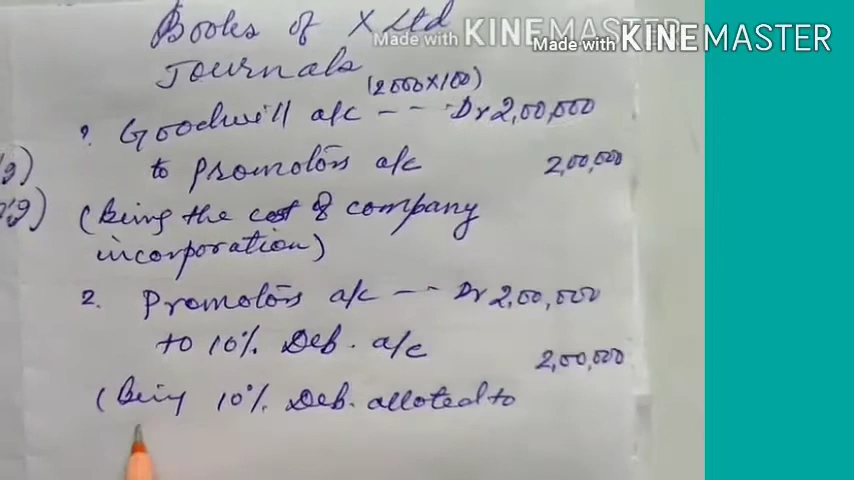 Books of X Ltd
Made with KINEMASTER
Made with KINEMASTER
Journals
(2000×100)
1. Goodwill a/c --- Dr 2,00,000
to Promotors a/c 2,00,000
(Being the cost of company
incorporation)
2. Promotors a/c --- Dr 2,00,000
to 10% Deb. a/c 2,00,000
(Being 10% Deb. alloted to